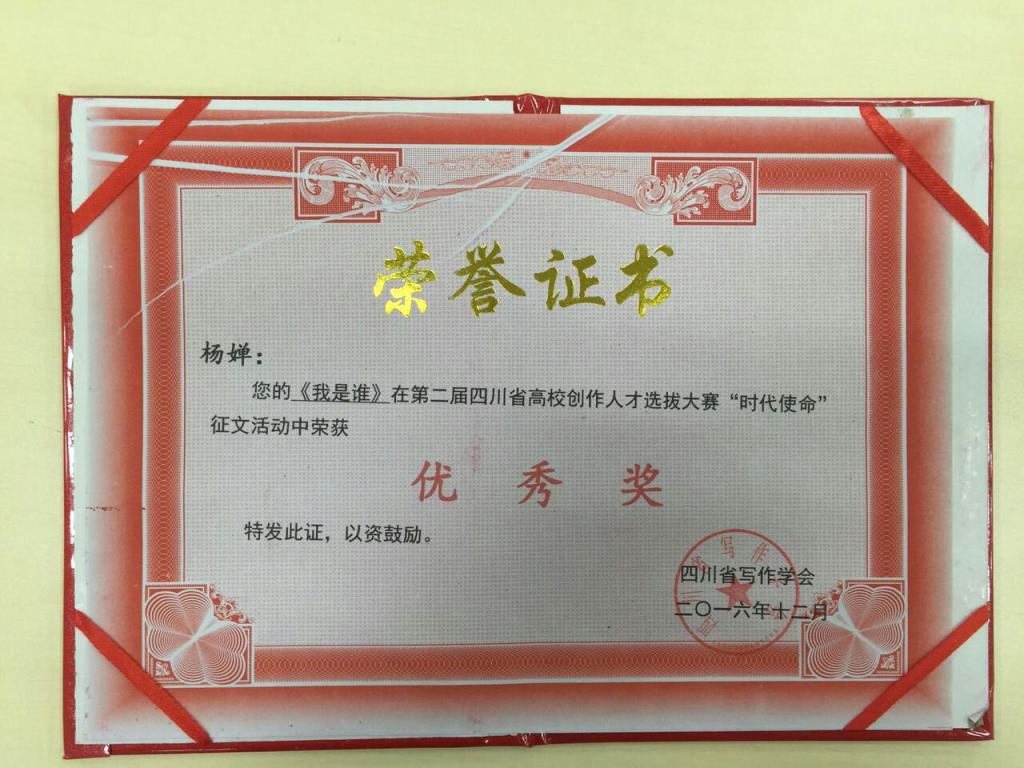 荣誉证书
杨婵：
您的《我是谁》在第二届四川省高校创作人才选拔大赛“时代使命”
征文活动中荣获
优秀奖
特发此证，以资鼓励。
四川省写作学会
二〇一六年十二月